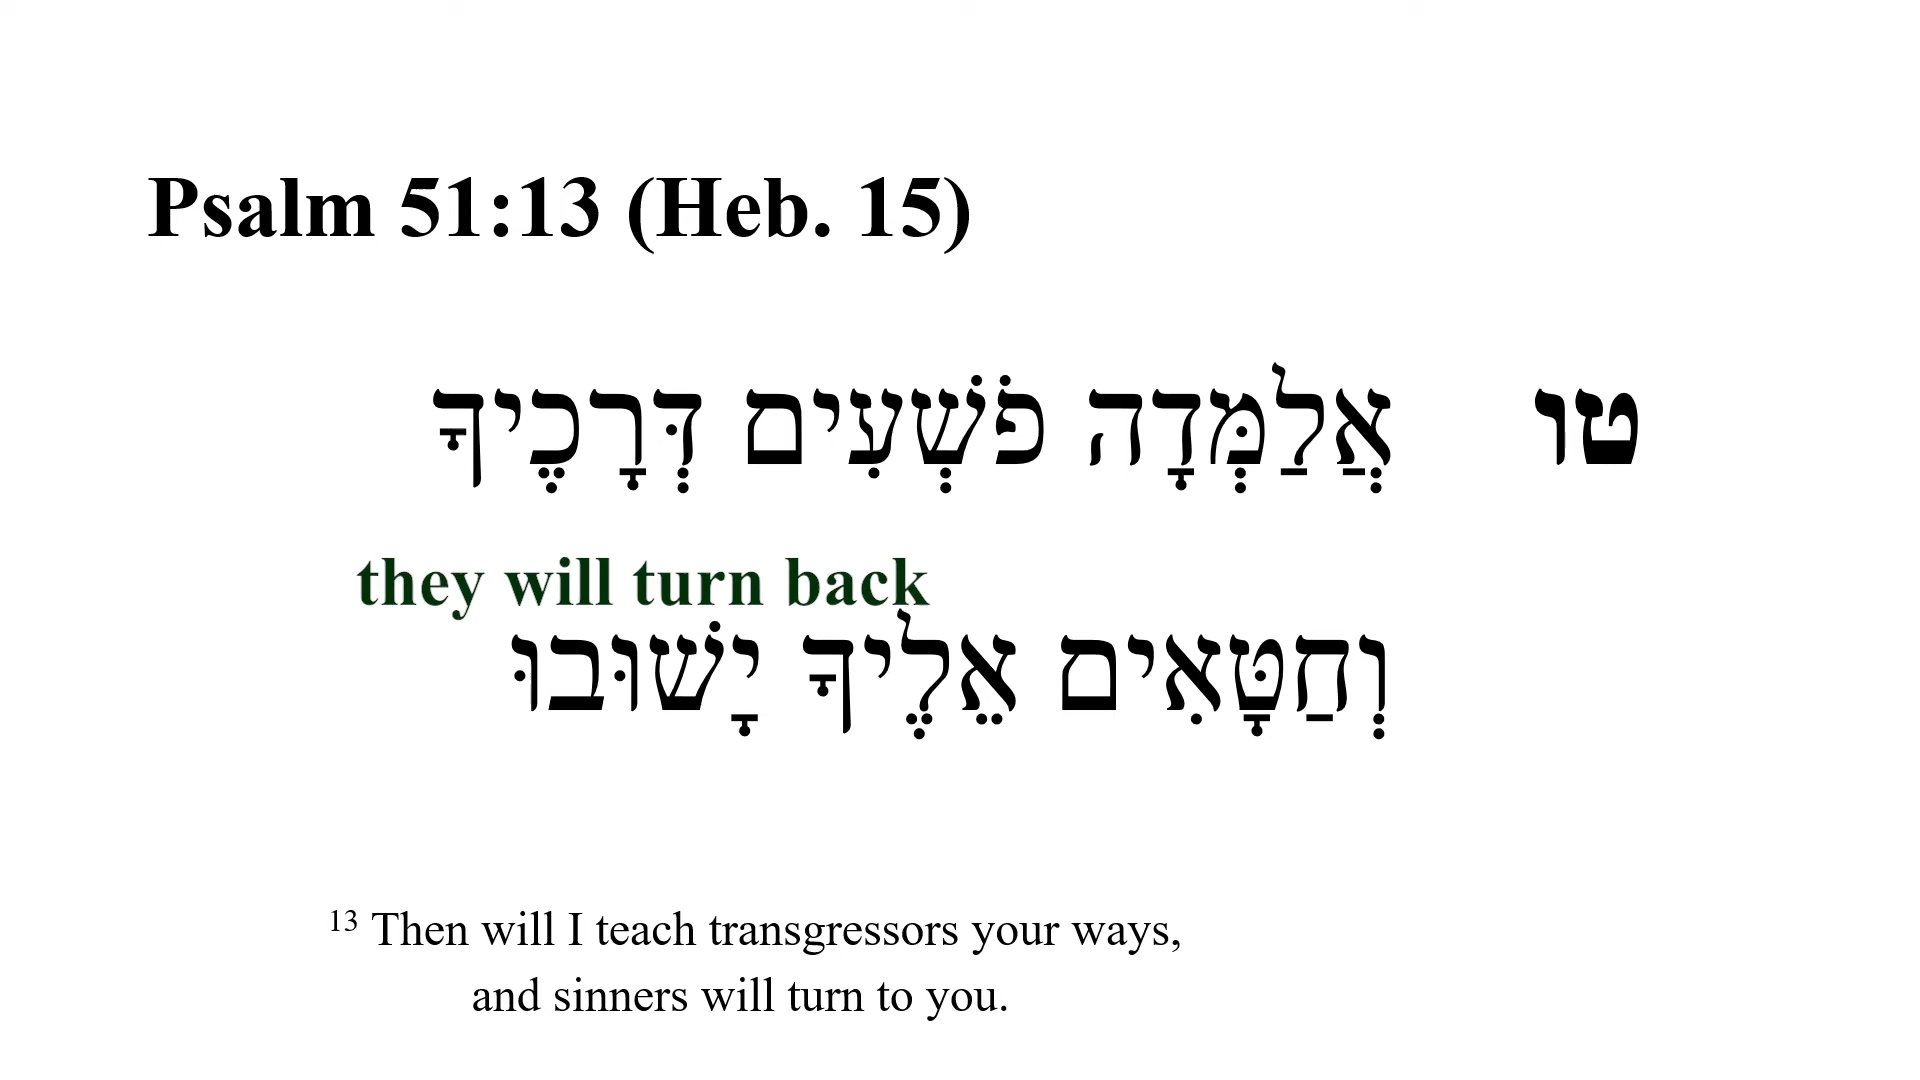 Psalm 51:13 (Heb. 15)
טו אֲלַמְּדָה פֹשְׁעִים דְּרָכֶיךָ
they will turn back
וְחַטָּאִים אֵלֶיךָ יָשׁוּבוּ
13 Then will I teach transgressors your ways,
and sinners will turn to you.